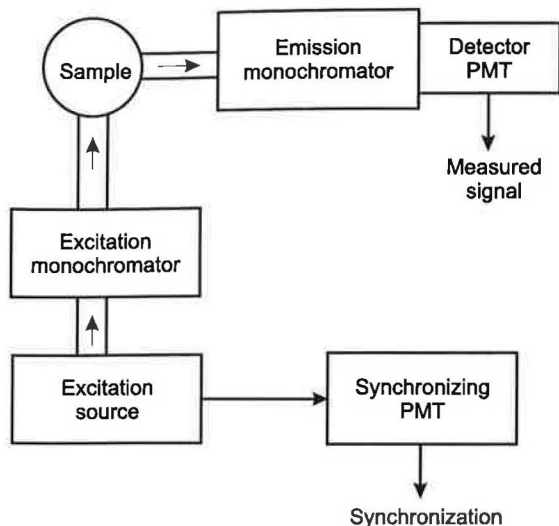 Sample
Emission
monochromator
Detector
PMT
Measured
signal
Excitation
monochromator
Excitation
source
Synchronizing
PMT
Synchronization